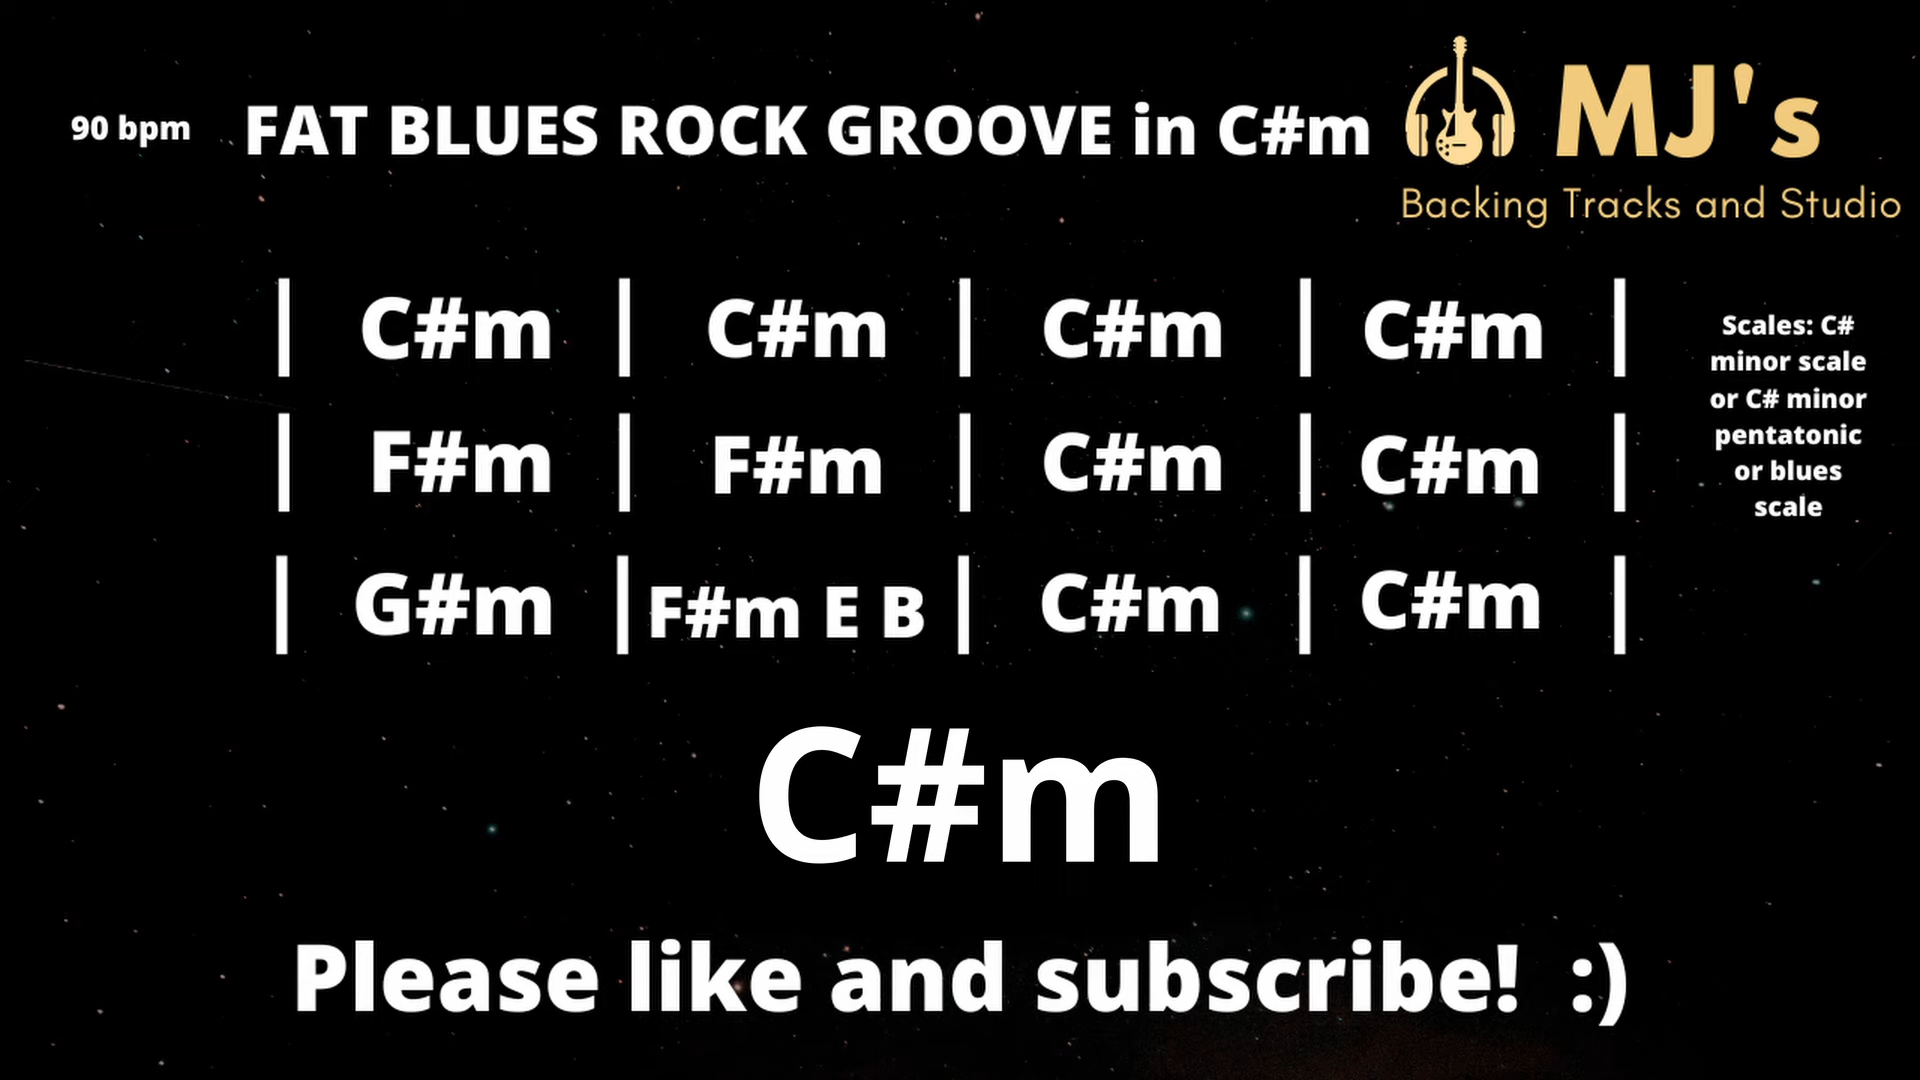 90 bpm FAT BLUES ROCK GROOVE in C#m MJ's
Backing Tracks and Studio
| C#m | C#m | C#m | C#m |
| F#m | F#m | C#m | C#m |
| G#m | F#m E B | C#m | C#m |
Scales: C#
minor scale
or C# minor
pentatonic
or blues
scale
C#m
Please like and subscribe! :)